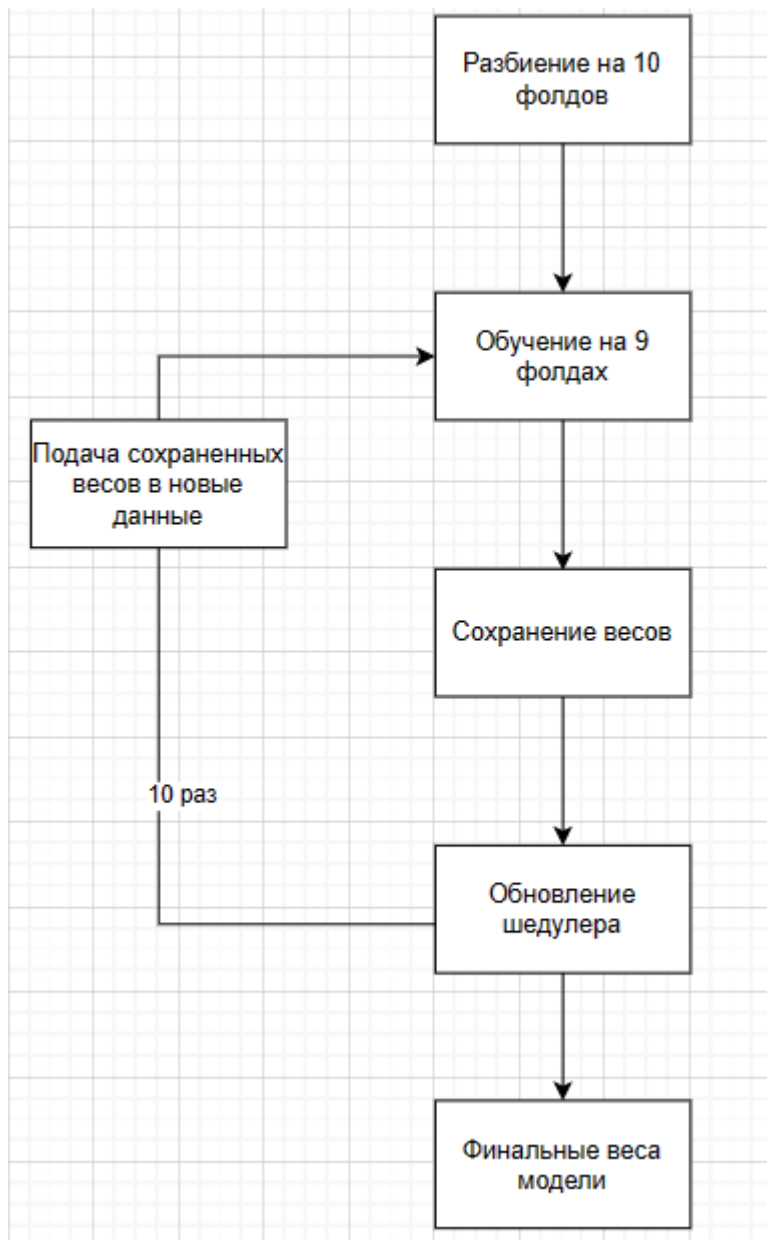 Разбиение на 10
фолдов
Обучение на 9
фолдах
Подача сохраненных
весов в новые
данные
Сохранение весов
10 раз
Обновление
шедулера
Финальные веса
модели